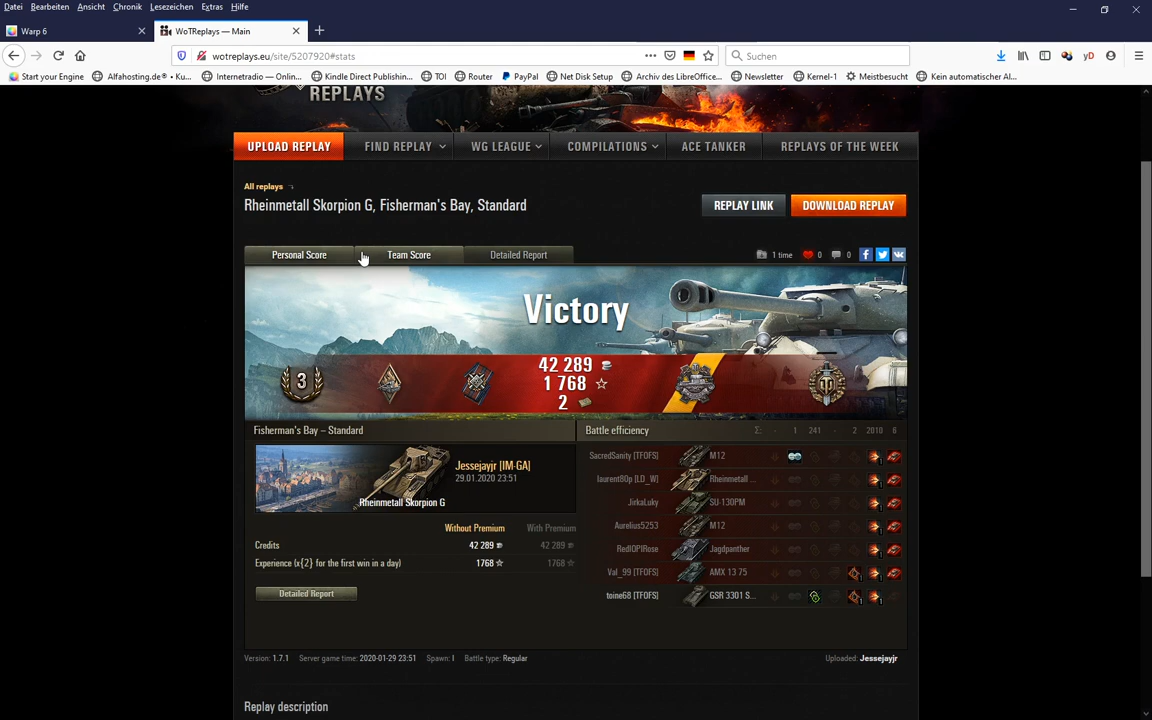 Datei Bearbeiten Ansicht Chronik Lesezeichen Extras Hilfe
Warp 6
WoTReplays — Main
wotreplays.eu/site/5207920#stats
Suchen
Start your Engine Alfahosting.de® • Ku... Internetradio — Onlin... Kindle Direct Publishin... TOI Router PayPal Net Disk Setup Archiv des LibreOffice... Newsletter Kernel-1 Meistbesucht Kein automatischer Al...
REPLAYS
UPLOAD REPLAY FIND REPLAY WG LEAGUE COMPILATIONS ACE TANKER REPLAYS OF THE WEEK
All replays
Rheinmetall Skorpion G, Fisherman's Bay, Standard
REPLAY LINK DOWNLOAD REPLAY
Personal Score Team Score Detailed Report 1 time 0 0
Victory
3
42 289
1 768
2
Fisherman's Bay – Standard
Battle efficiency Σ: - 1 241 - 2 2010 6
Jessejayjr [IM-GA]
29.01.2020 23:51
Rheinmetall Skorpion G
Without Premium With Premium
Credits 42 289 42 289
Experience (x{2} for the first win in a day) 1768 1768
Detailed Report
SacredSanity [TFOFS] M12
laurent80p [LD_W] Rheinmetall ...
JirkaLuky SU-130PM
Aurelius5253 M12
Red|OP|Rose Jagdpanther
Val_99 [TFOFS] AMX 13 75
toine68 [TFOFS] GSR 3301 S...
Version: 1.7.1 Server game time: 2020-01-29 23:51 Spawn: I Battle type: Regular
Uploaded: Jessejayjr
Replay description